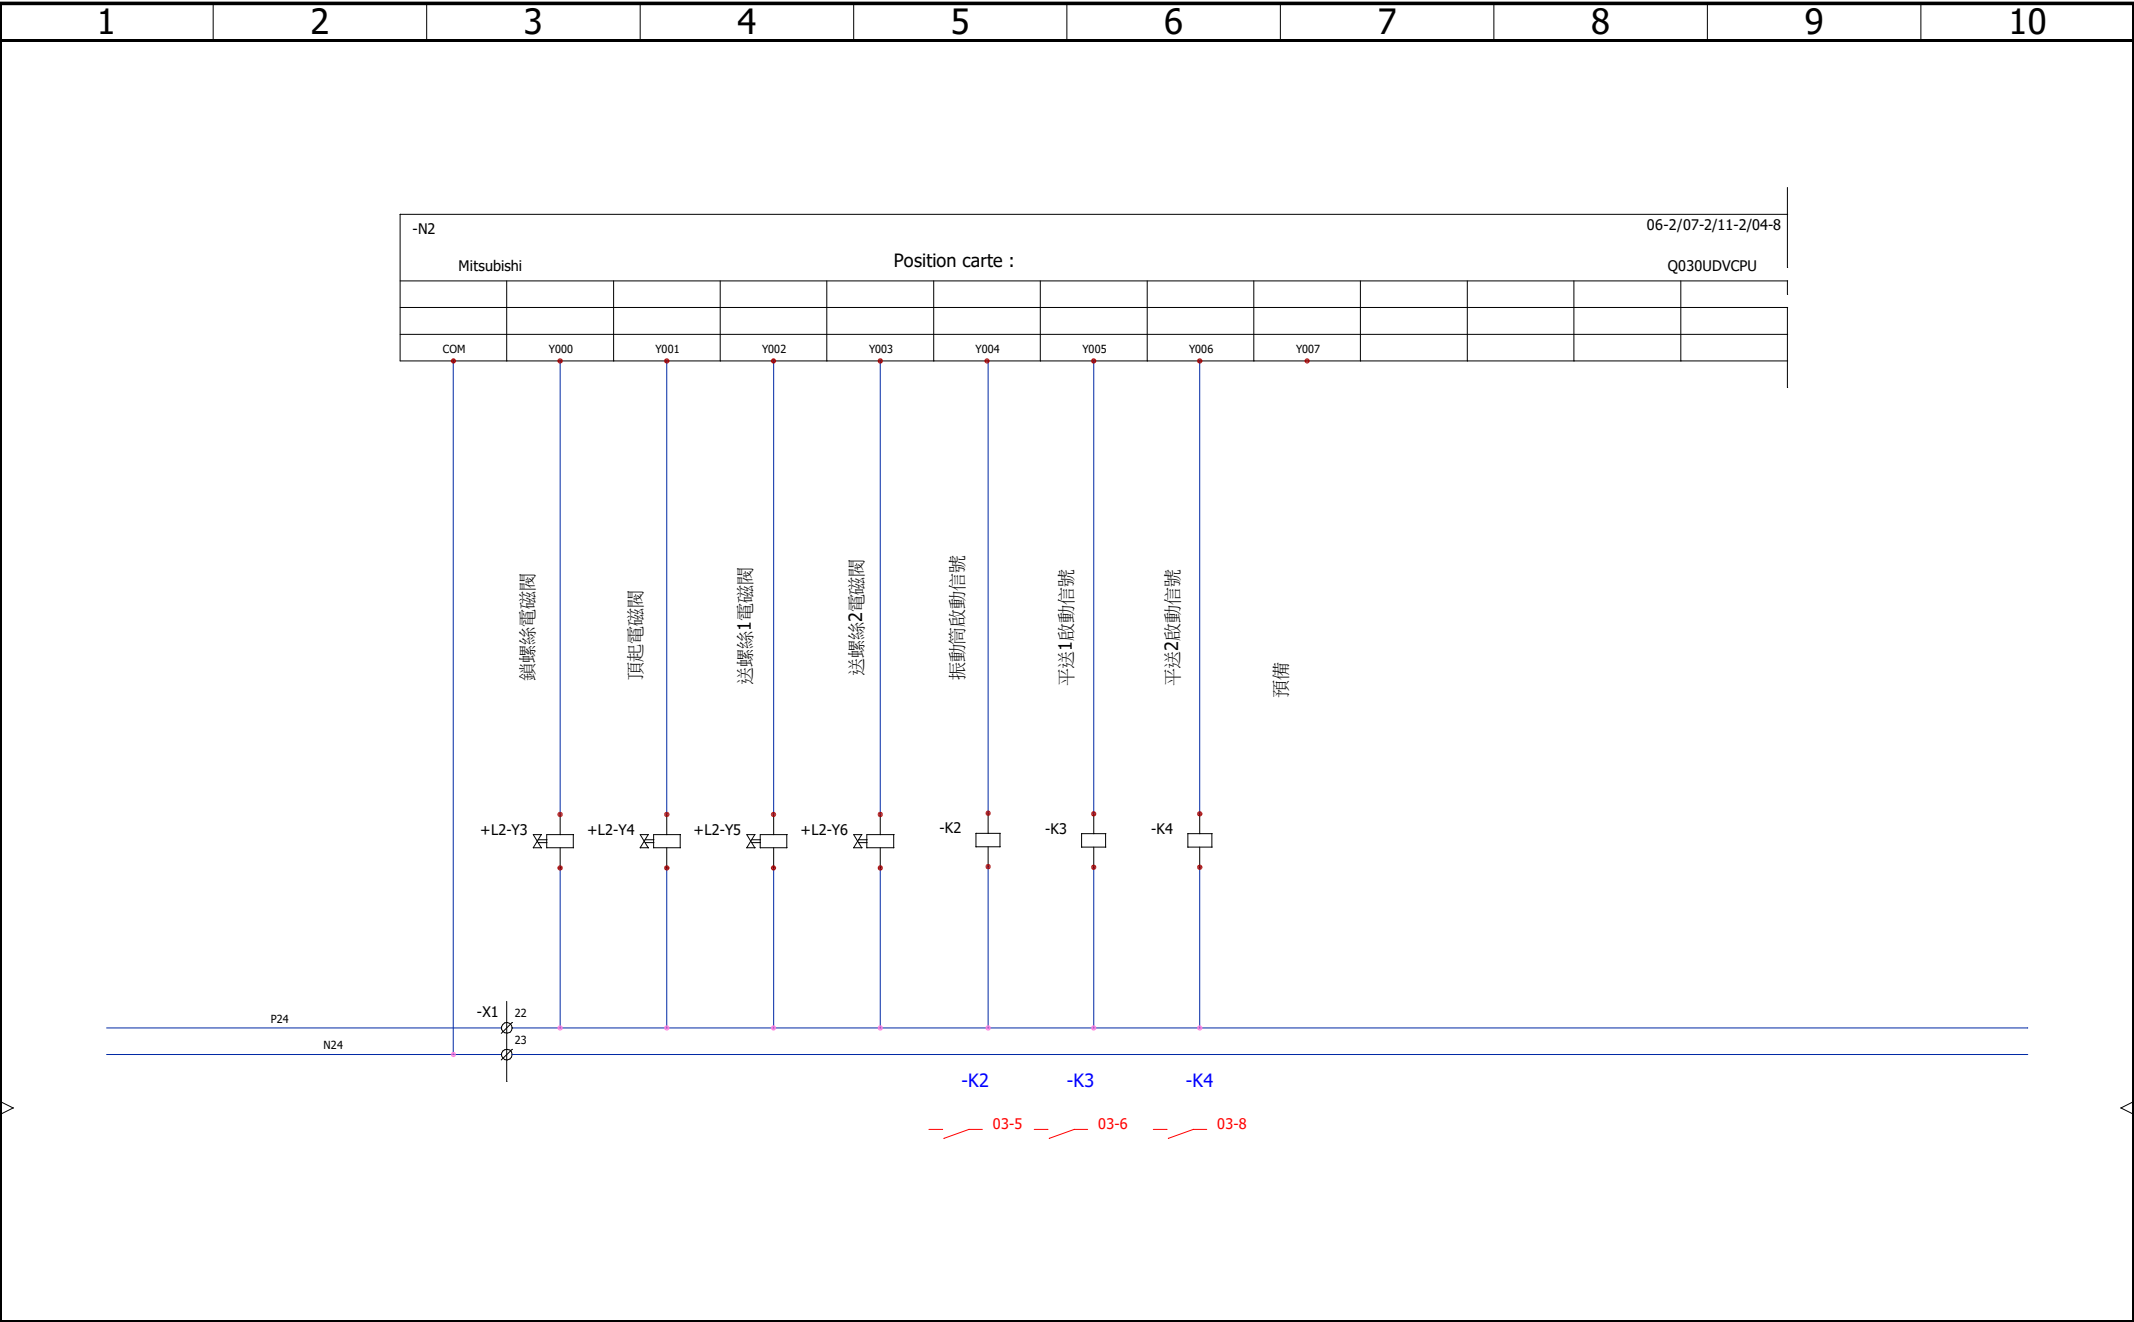 1 2 3 4 5 6 7 8 9 10
-N2 06-2/07-2/11-2/04-8
Mitsubishi Position carte : Q030UDVCPU
COM Y000 Y001 Y002 Y003 Y004 Y005 Y006 Y007
鎖螺絲電磁閥
頂起電磁閥
送螺絲1電磁閥
送螺絲2電磁閥
振動筒啟動信號
平送1啟動信號
平送2啟動信號
預備
+L2-Y3 +L2-Y4 +L2-Y5 +L2-Y6 -K2 -K3 -K4
-X1 22
P24
23
N24
-K2 -K3 -K4
03-5 03-6 03-8